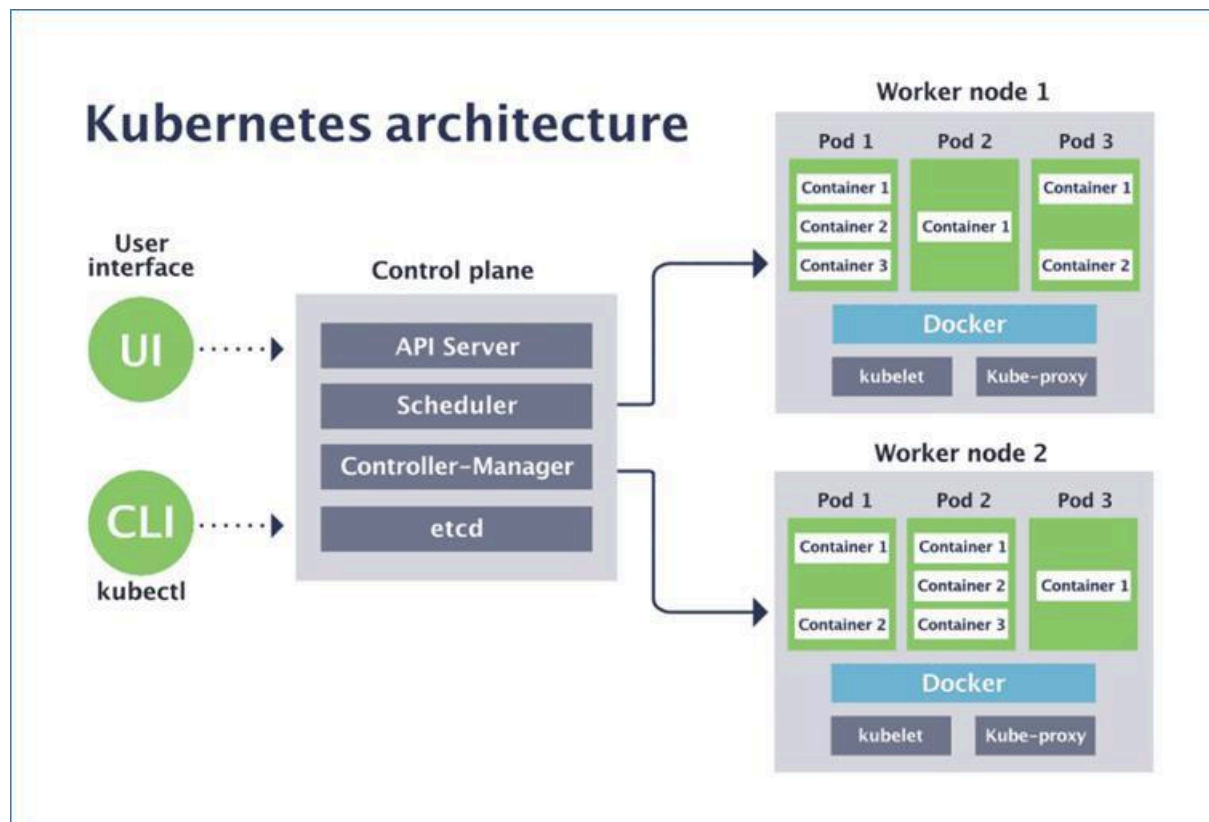 Kubernetes architecture
User
interface
UI
CLI
kubectl
Control plane
API Server
Scheduler
Controller-Manager
etcd
Worker node 1
Pod 1 Pod 2 Pod 3
Container 1
Container 2
Container 3
Container 1
Container 1
Container 2
Docker
kubelet Kube-proxy
Worker node 2
Pod 1 Pod 2 Pod 3
Container 1
Container 2
Container 1
Container 2
Container 3
Container 1
Docker
kubelet Kube-proxy